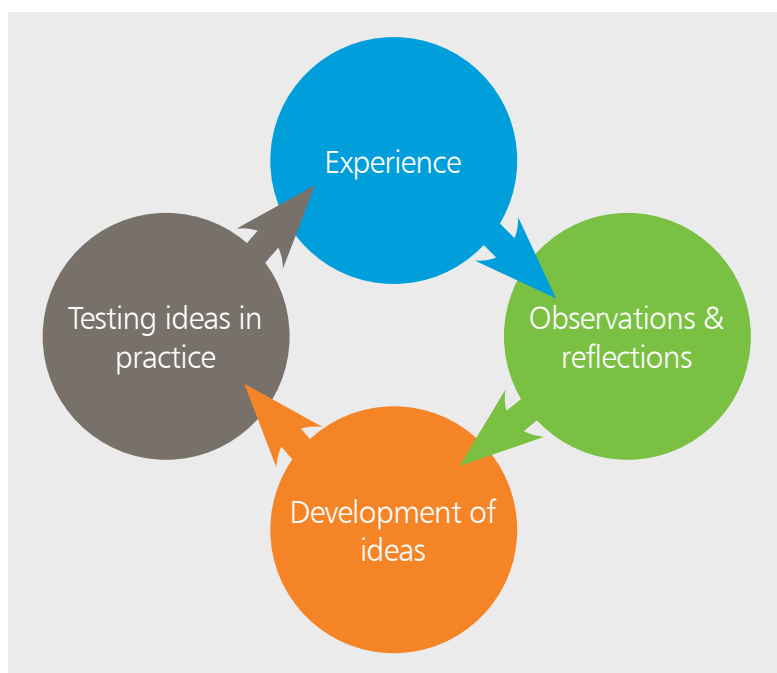 Experience
Observations &
reflections
Development of
ideas
Testing ideas in
practice